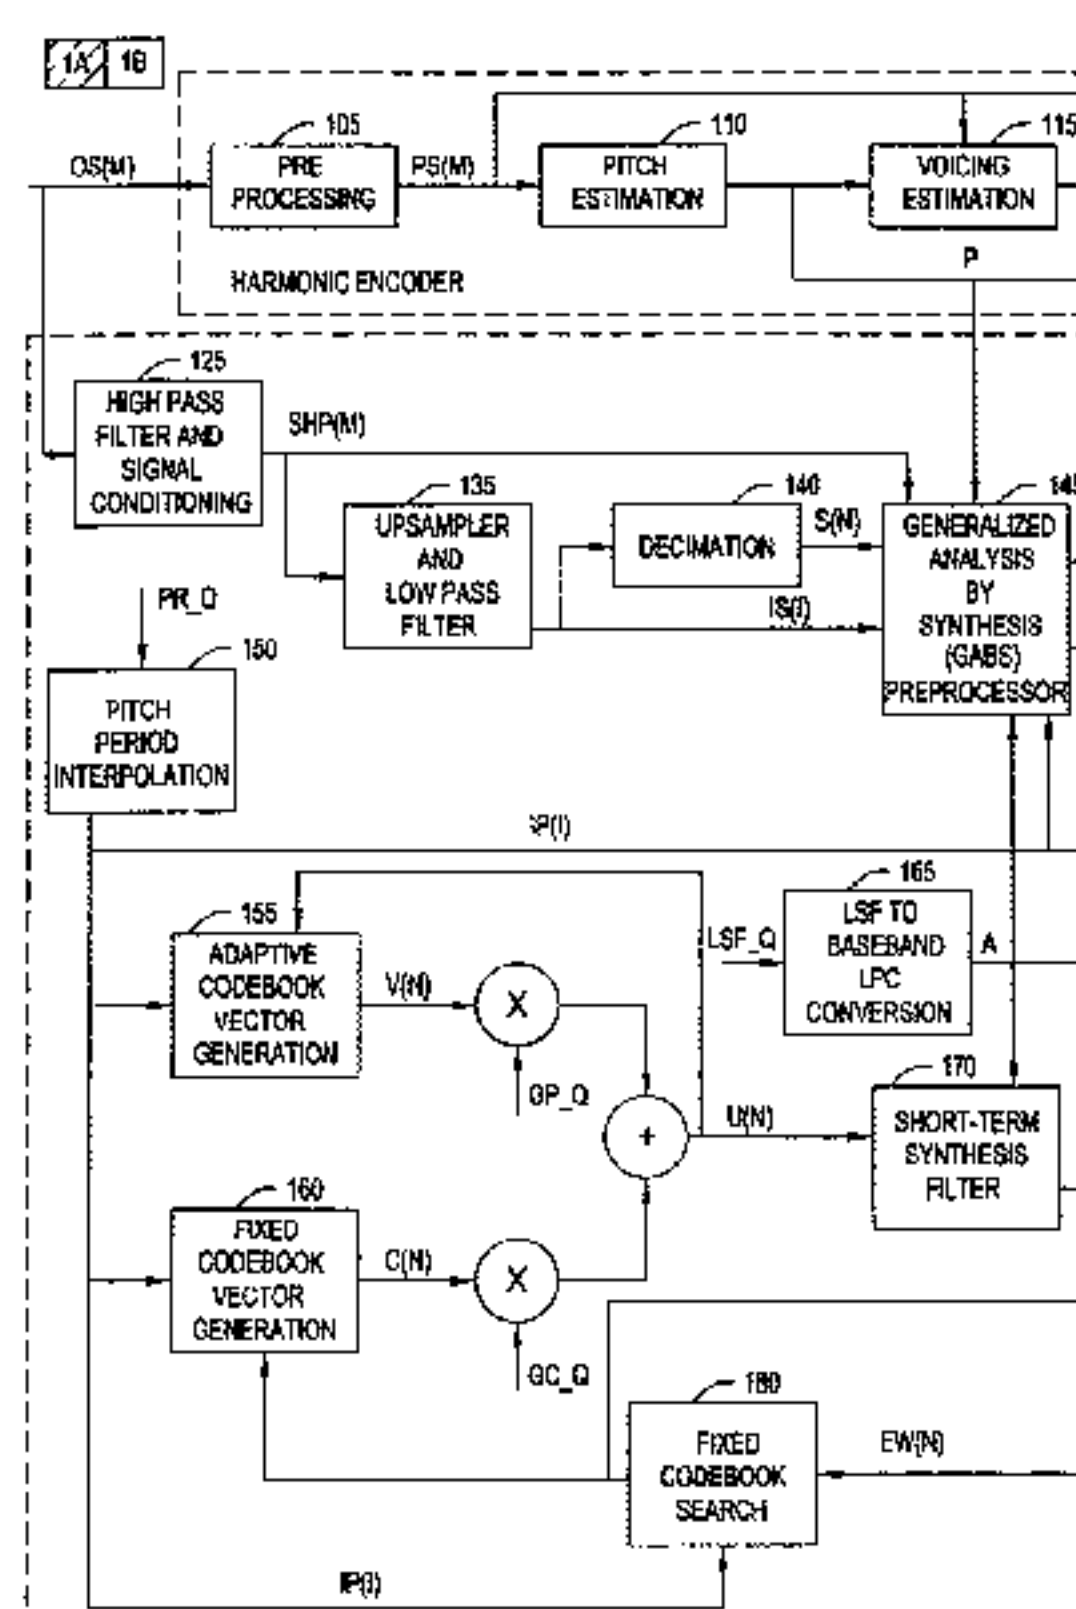 1A 1B
105
110
115
OS(M)
PRE
PROCESSING
PS(M)
PITCH
ESTIMATION
VOICING
ESTIMATION
P
HARMONIC ENCODER
125
HIGH PASS
FILTER AND
SIGNAL
CONDITIONING
SHP(M)
135
UPSAMPLER
AND
LOW PASS
FILTER
140
DECIMATION
S(N)
IS(I)
145
GENERALIZED
ANALYSIS
BY
SYNTHESIS
(GABS)
PREPROCESSOR
PR_Q
150
PITCH
PERIOD
INTERPOLATION
IP(I)
155
ADAPTIVE
CODEBOOK
VECTOR
GENERATION
V(N)
X
GP_Q
LSF_Q
165
LSF TO
BASEBAND
LPC
CONVERSION
A
+
U(N)
170
SHORT-TERM
SYNTHESIS
FILTER
160
FIXED
CODEBOOK
VECTOR
GENERATION
C(N)
X
GC_Q
180
FIXED
CODEBOOK
SEARCH
EW(N)
IP(I)